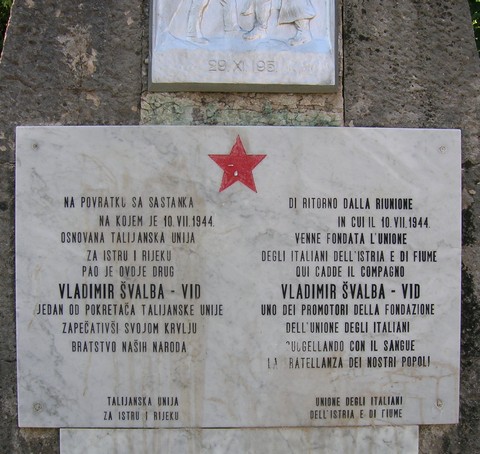 NA POVRATKU SA SASTANKA
NA KOJEM JE 10.VII.1944.
OSNOVANA TALIJANSKA UNIJA
ZA ISTRU I RIJEKU
PAO JE OVDJE DRUG
VLADIMIR ŠVALBA - VID
JEDAN OD POKRETAČA TALIJANSKE UNIJE
ZAPEČATIVŠI SVOJOM KRVLJU
BRATSTVO NAŠIH NARODA
TALIJANSKA UNIJA
ZA ISTRU I RIJEKU
DI RITORNO DALLA RIUNIONE
IN CUI IL 10.VII.1944.
VENNE FONDATA L'UNIONE
DEGLI ITALIANI DELL'ISTRIA E DI FIUME
QUI CADDE IL COMPAGNO
VLADIMIR ŠVALBA - VID
UNO DEI PROMOTORI DELLA FONDAZIONE
DELL'UNIONE DEGLI ITALIANI
CON IL SANGUE
DEI NOSTRI POPOLI
UNIONE DEGLI ITALIANI
DELL'ISTRIA E DI FIUME